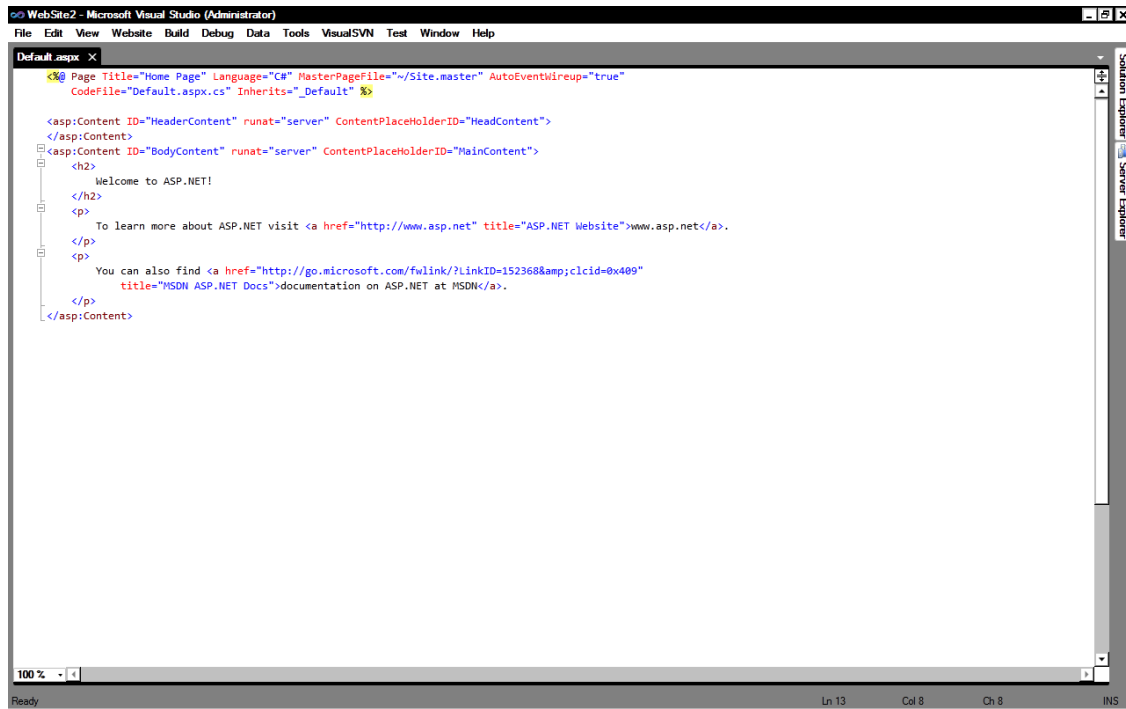 WebSite2 - Microsoft Visual Studio (Administrator)
File Edit View Website Build Debug Data Tools VisualSVN Test Window Help
Default.aspx
<%@ Page Title="Home Page" Language="C#" MasterPageFile="~/Site.master" AutoEventWireup="true"
CodeFile="Default.aspx.cs" Inherits="_Default" %>
<asp:Content ID="HeaderContent" runat="server" ContentPlaceHolderID="HeadContent">
</asp:Content>
<asp:Content ID="BodyContent" runat="server" ContentPlaceHolderID="MainContent">
<h2>
Welcome to ASP.NET!
</h2>
<p>
To learn more about ASP.NET visit <a href="http://www.asp.net" title="ASP.NET Website">www.asp.net</a>.
</p>
<p>
You can also find <a href="http://go.microsoft.com/fwlink/?LinkID=152368&amp;clcid=0x409"
title="MSDN ASP.NET Docs">documentation on ASP.NET at MSDN</a>.
</p>
</asp:Content>
Solution Explorer
Server Explorer
100 %
Ready Ln 13 Col 8 Ch 8 INS